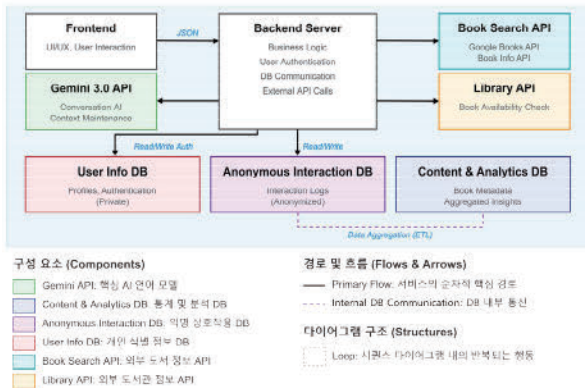 Frontend
UI/UX, User Interaction
JSON
Backend Server
Business Logic
User Authentication
DB Communication
External API Calls
Book Search API
Google Books API
Book Info API
Gemini 3.0 API
Conversation AI
Context Maintenance
Library API
Book Availability Check
Read/Write Auth
Read/Write
User Info DB
Profiles, Authentication
(Private)
Anonymous Interaction DB
Interaction Logs
(Anonymized)
Content & Analytics DB
Book Metadata
Aggregated Insights
Data Aggregation (ETL)
구성 요소 (Components)
Gemini API: 핵심 AI 언어 모델
Content & Analytics DB: 통계 및 분석 DB
Anonymous Interaction DB: 익명 상호작용 DB
User Info DB: 개인 식별 정보 DB
Book Search API: 외부 도서 정보 API
Library API: 외부 도서관 정보 API
경로 및 흐름 (Flows & Arrows)
Primary Flow: 서비스의 순차적 핵심 경로
Internal DB Communication: DB 내부 통신
다이어그램 구조 (Structures)
Loop: 시퀀스 다이어그램 내의 반복되는 행동